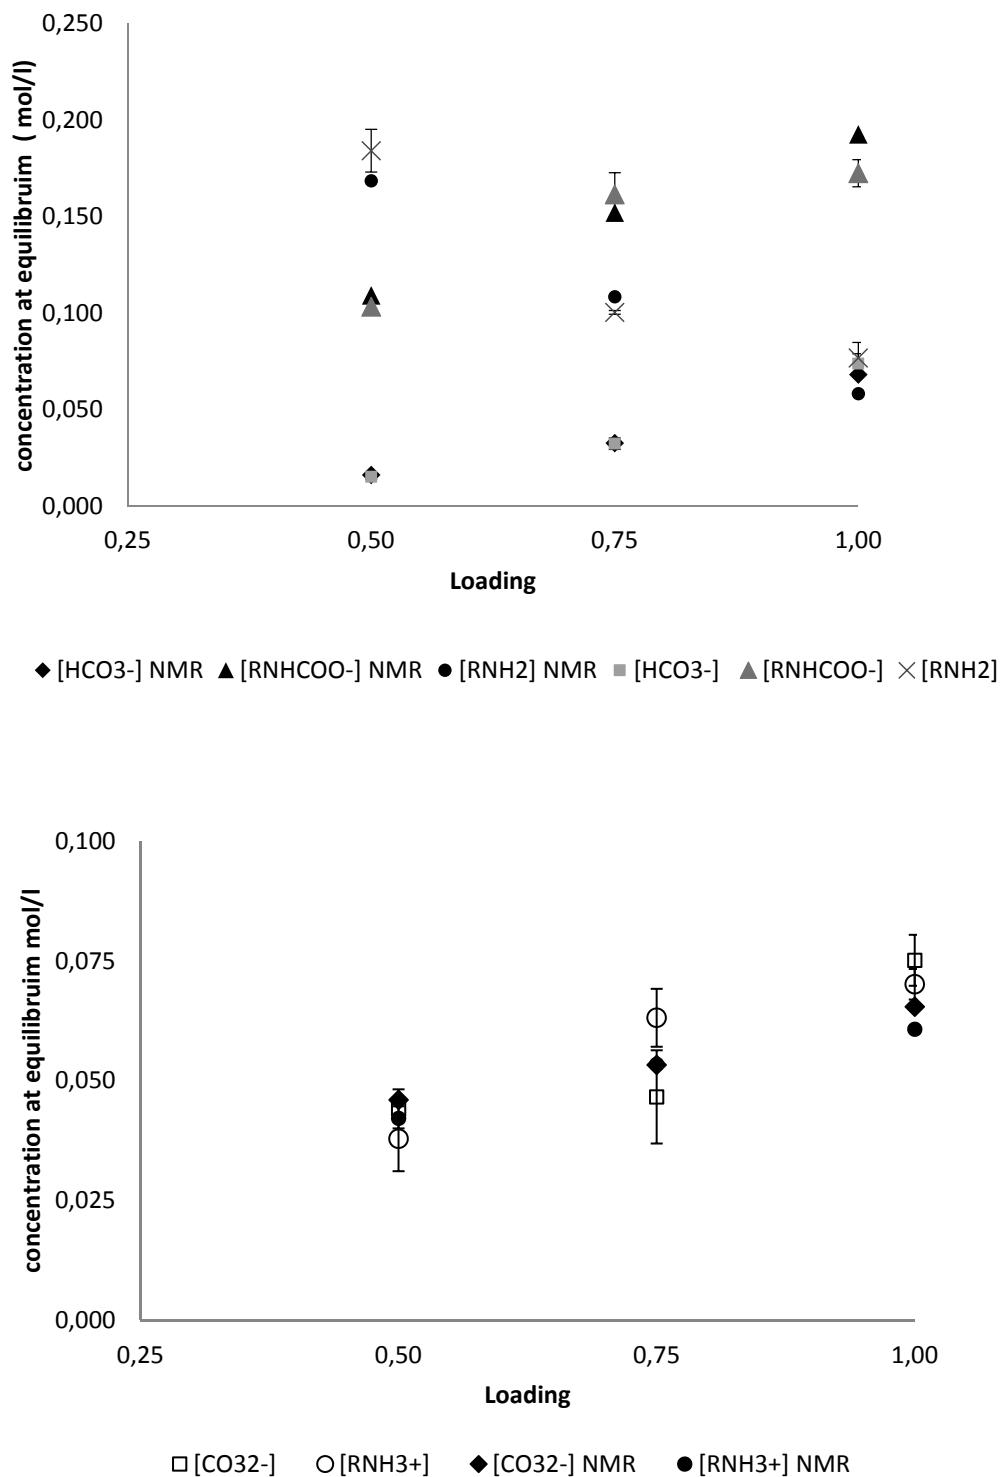 0,250
0,200
0,150
0,100
0,050
0,000
concentration at equilibruim ( mol/l)
0,25 0,50 0,75 1,00
Loading
[HCO3-] NMR [RNHCOO-] NMR [RNH2] NMR [HCO3-] [RNHCOO-] [RNH2]
0,100
0,075
0,050
0,025
0,000
concentration at equilibruim mol/l
0,25 0,50 0,75 1,00
Loading
[CO32-] [RNH3+] [CO32-] NMR [RNH3+] NMR